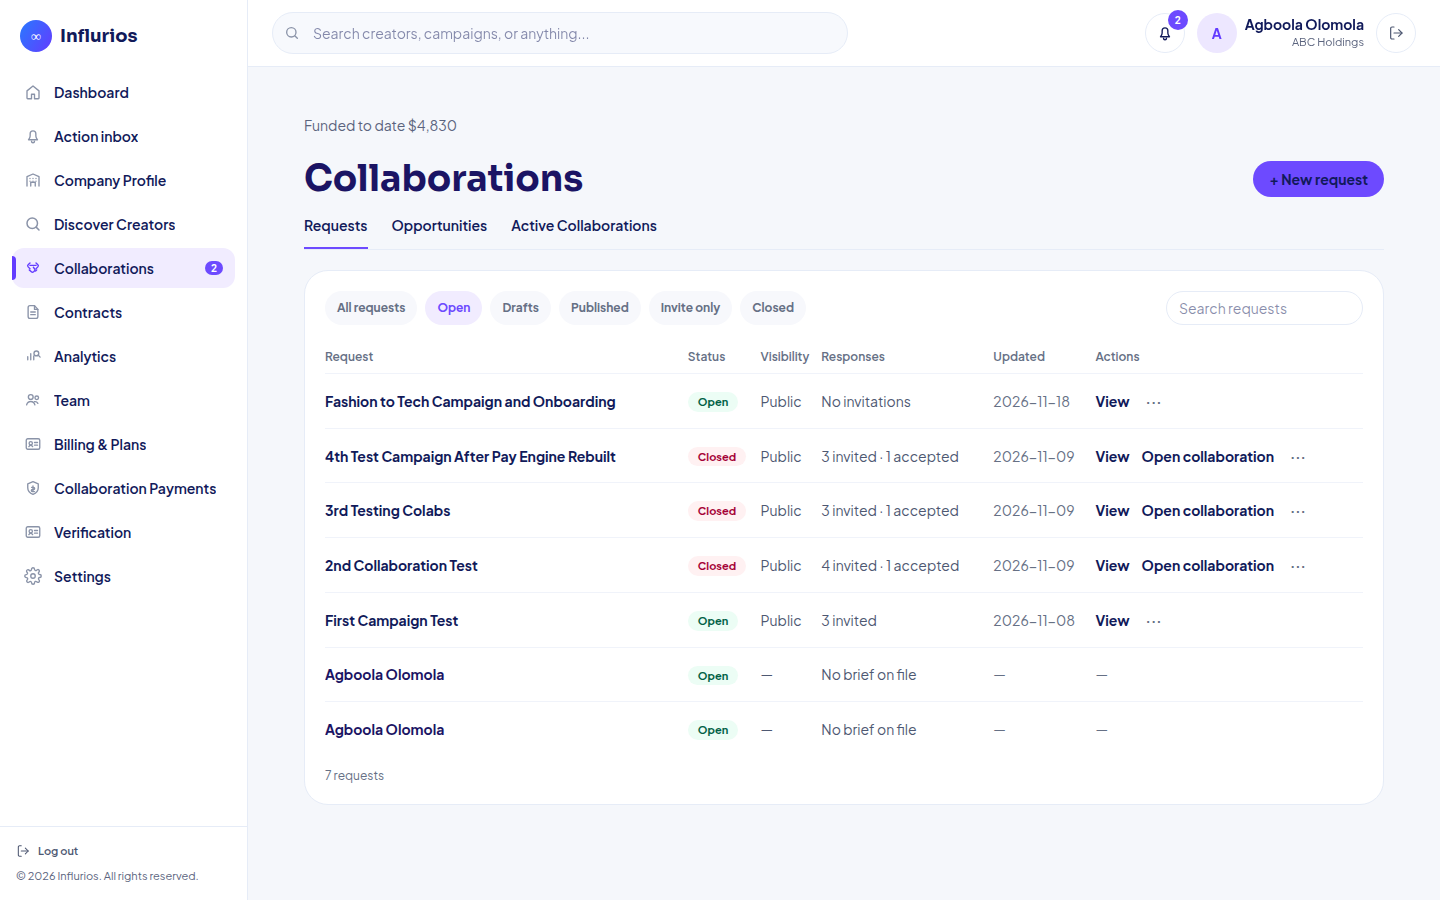 ∞ Influrios
Search creators, campaigns, or anything...
2
A
Agboola Olomola
ABC Holdings
Dashboard
Action inbox
Company Profile
Discover Creators
Collaborations 2
Contracts
Analytics
Team
Billing & Plans
Collaboration Payments
Verification
Settings
Log out
© 2026 Influrios. All rights reserved.
Funded to date $4,830
Collaborations
+ New request
Requests Opportunities Active Collaborations
All requests Open Drafts Published Invite only Closed Search requests
Request Status Visibility Responses Updated Actions
Fashion to Tech Campaign and Onboarding Open Public No invitations 2026-11-18 View ...
4th Test Campaign After Pay Engine Rebuilt Closed Public 3 invited · 1 accepted 2026-11-09 View Open collaboration ...
3rd Testing Colabs Closed Public 3 invited · 1 accepted 2026-11-09 View Open collaboration ...
2nd Collaboration Test Closed Public 4 invited · 1 accepted 2026-11-09 View Open collaboration ...
First Campaign Test Open Public 3 invited 2026-11-08 View ...
Agboola Olomola Open — No brief on file — —
Agboola Olomola Open — No brief on file — —
7 requests